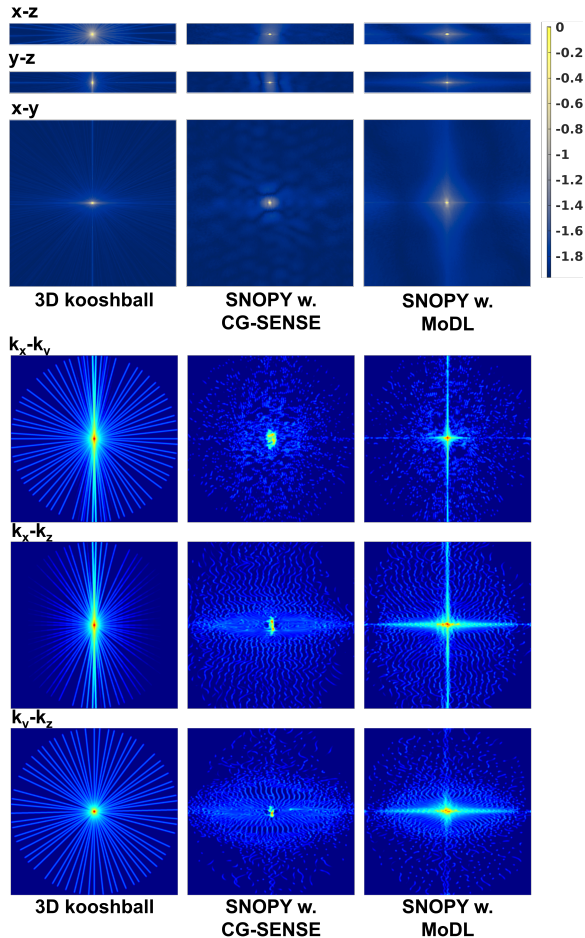 x-z
y-z
x-y
0
-0.2
-0.4
-0.6
-0.8
-1
-1.2
-1.4
-1.6
-1.8
3D kooshball
SNOPY w.
CG-SENSE
SNOPY w.
MoDL
kx-ky
kx-kz
ky-kz
3D kooshball
SNOPY w.
CG-SENSE
SNOPY w.
MoDL